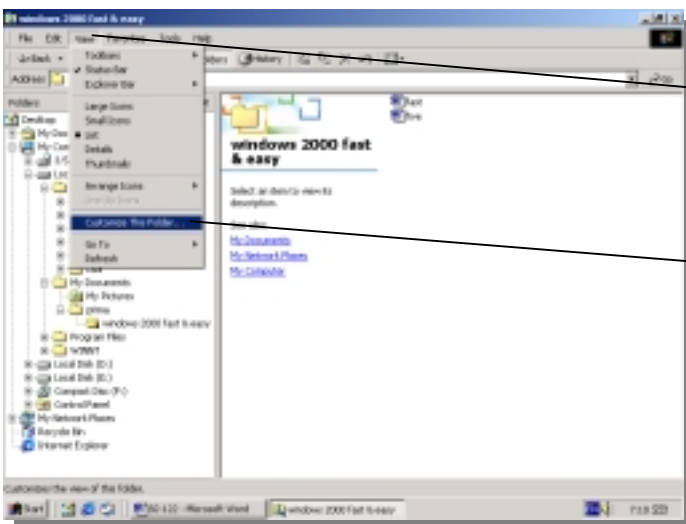 windows 2000 fast & easy
File Edit View Favorites Tools Help
Back
History
Address
Go
Toolbars
Status Bar
Explorer Bar
Large Icons
Small Icons
List
Details
Thumbnails
Arrange Icons
Line Up Icons
Customize This Folder...
Go To
Refresh
Folders
Desktop
My Documents
My Pictures
prima
windows 2000 fast & easy
Program Files
WINNT
Local Disk (D:)
Local Disk (E:)
Compact Disc (F:)
Control Panel
My Network Places
Recycle Bin
Internet Explorer
windows 2000 fast
& easy
Select an item to view its
description.
See also:
My Documents
My Network Places
My Computer
Customizes the view of this folder.
Start
Microsoft Word
windows 2000 fast & easy